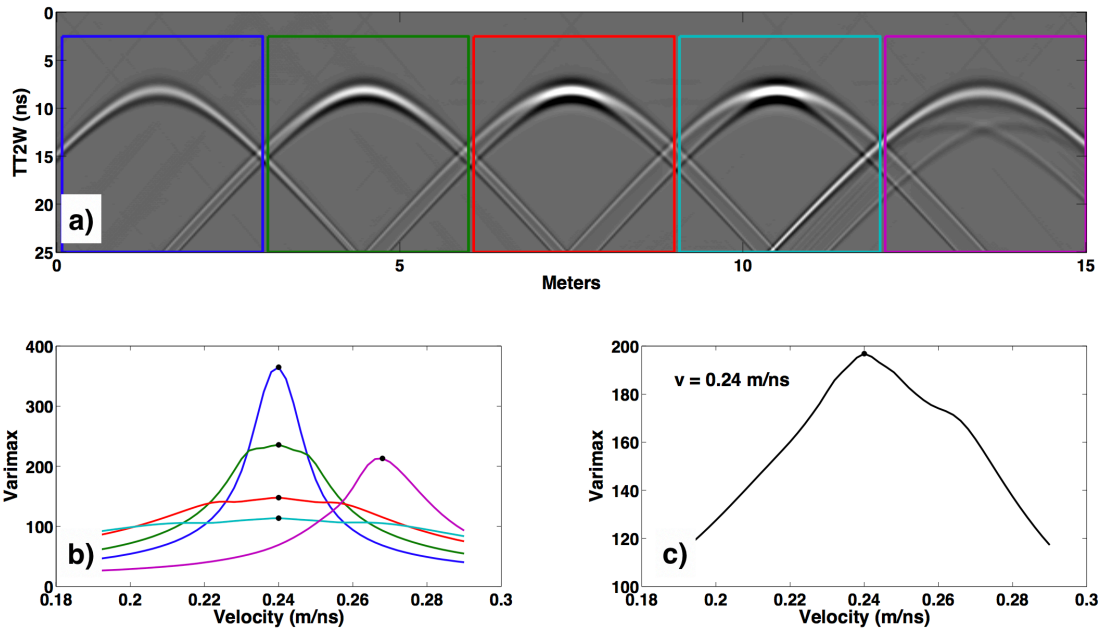 0
5
10
15
20
25
TT2W (ns)
a)
0 5 10 15
Meters
400
300
200
100
0
Varimax
b)
0.18 0.2 0.22 0.24 0.26 0.28 0.3
Velocity (m/ns)
200
180
160
140
120
100
Varimax
v = 0.24 m/ns
c)
0.18 0.2 0.22 0.24 0.26 0.28 0.3
Velocity (m/ns)